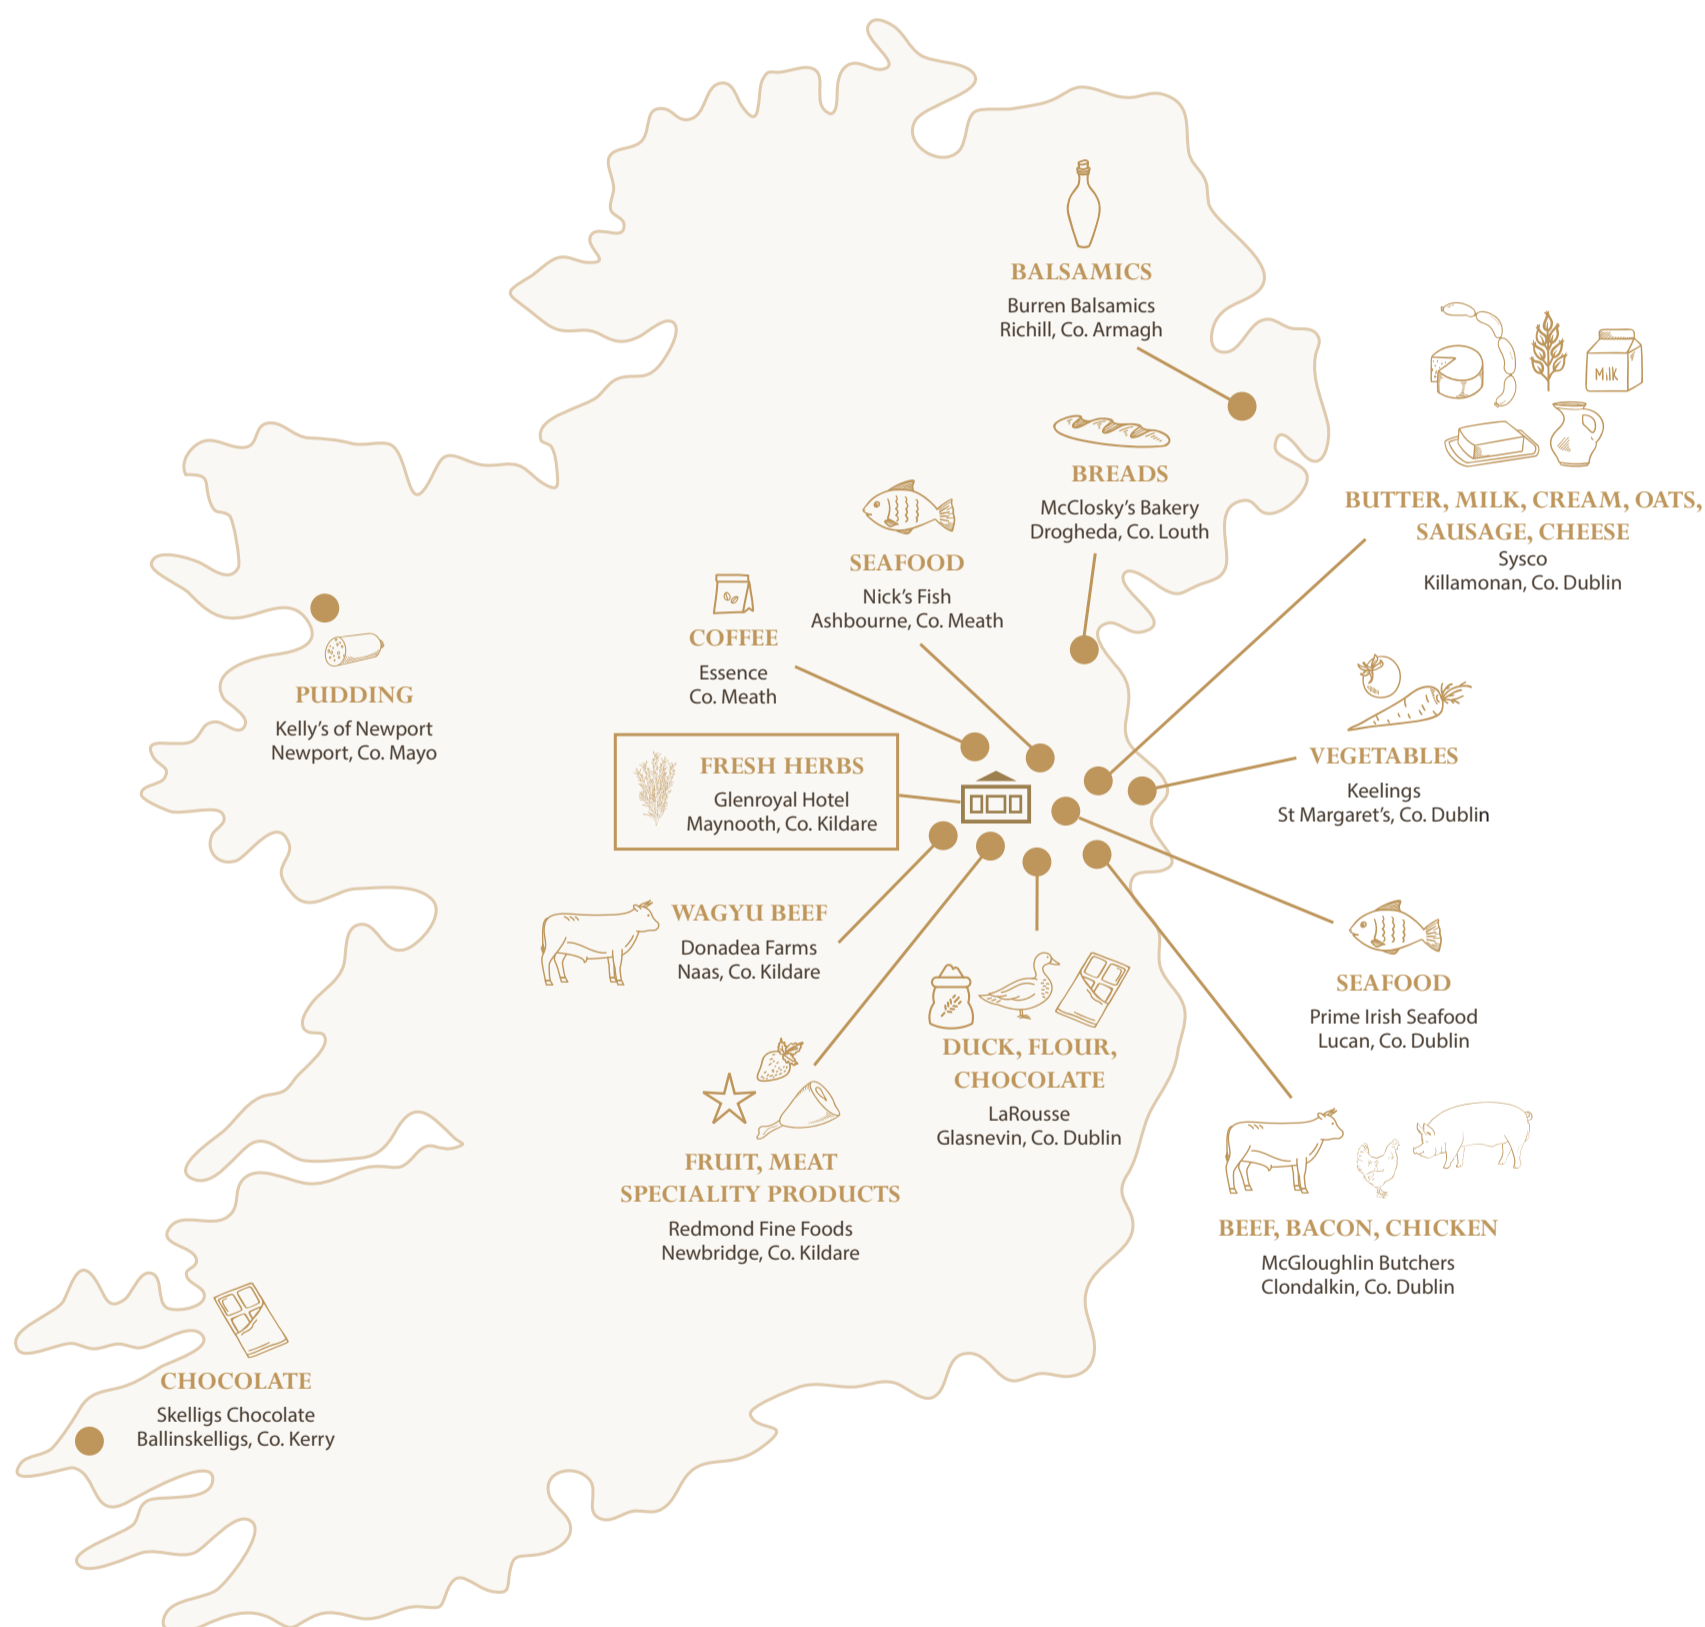 BALSAMICS
Burren Balsamics
Richill, Co. Armagh
Milk
BUTTER, MILK, CREAM, OATS,
SAUSAGE, CHEESE
Sysco
Killamonan, Co. Dublin
BREADS
McClosky's Bakery
Drogheda, Co. Louth
SEAFOOD
Nick's Fish
Ashbourne, Co. Meath
COFFEE
Essence
Co. Meath
PUDDING
Kelly's of Newport
Newport, Co. Mayo
FRESH HERBS
Glenroyal Hotel
Maynooth, Co. Kildare
VEGETABLES
Keelings
St Margaret's, Co. Dublin
WAGYU BEEF
Donadea Farms
Naas, Co. Kildare
SEAFOOD
Prime Irish Seafood
Lucan, Co. Dublin
DUCK, FLOUR,
CHOCOLATE
LaRousse
Glasnevin, Co. Dublin
FRUIT, MEAT
SPECIALITY PRODUCTS
Redmond Fine Foods
Newbridge, Co. Kildare
BEEF, BACON, CHICKEN
McGloughlin Butchers
Clondalkin, Co. Dublin
CHOCOLATE
Skelligs Chocolate
Ballinskelligs, Co. Kerry